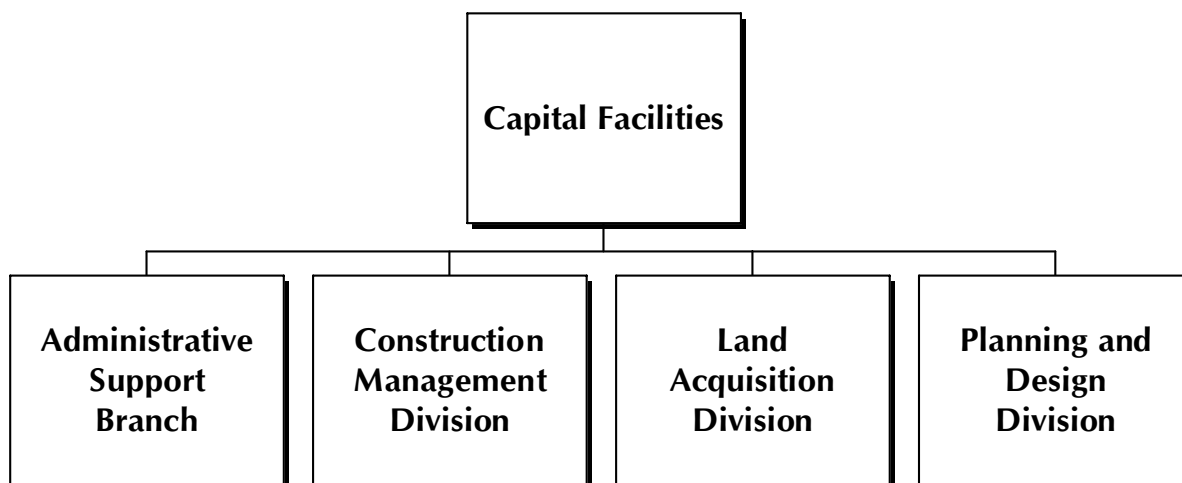 Capital Facilities
Administrative
Support
Branch
Construction
Management
Division
Land
Acquisition
Division
Planning and
Design
Division